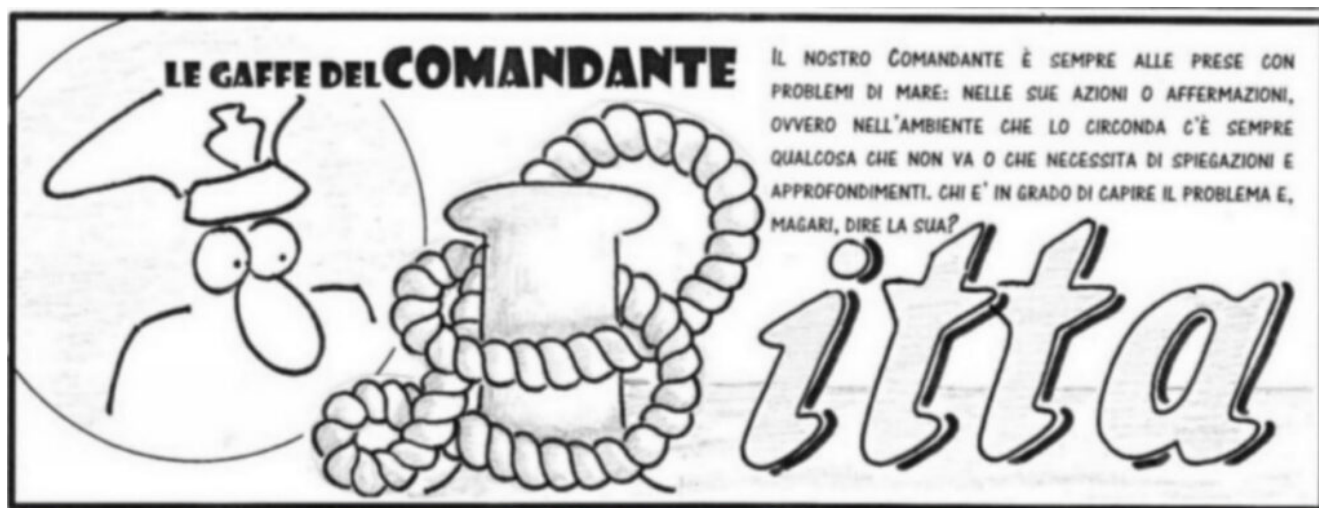 LE GAFFE DEL COMANDANTE
IL NOSTRO COMANDANTE È SEMPRE ALLE PRESE CON
PROBLEMI DI MARE: NELLE SUE AZIONI O AFFERMAZIONI,
OVVERO NELL'AMBIENTE CHE LO CIRCONDA C'È SEMPRE
QUALCOSA CHE NON VA O CHE NECESSITA DI SPIEGAZIONI E
APPROFONDIMENTI. CHI E' IN GRADO DI CAPIRE IL PROBLEMA E,
MAGARI, DIRE LA SUA?
Bitta